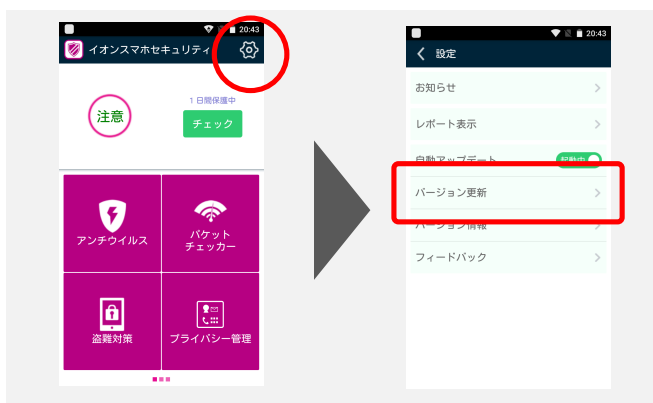 20:43
イオンスマホセキュリティ
注意
1日間保護中
チェック
アンチウイルス
パケット
チェッカー
盗難対策
プライバシー管理
20:43
設定
お知らせ
レポート表示
自動アップデート
起動中
バージョン更新
バージョン情報
フィードバック